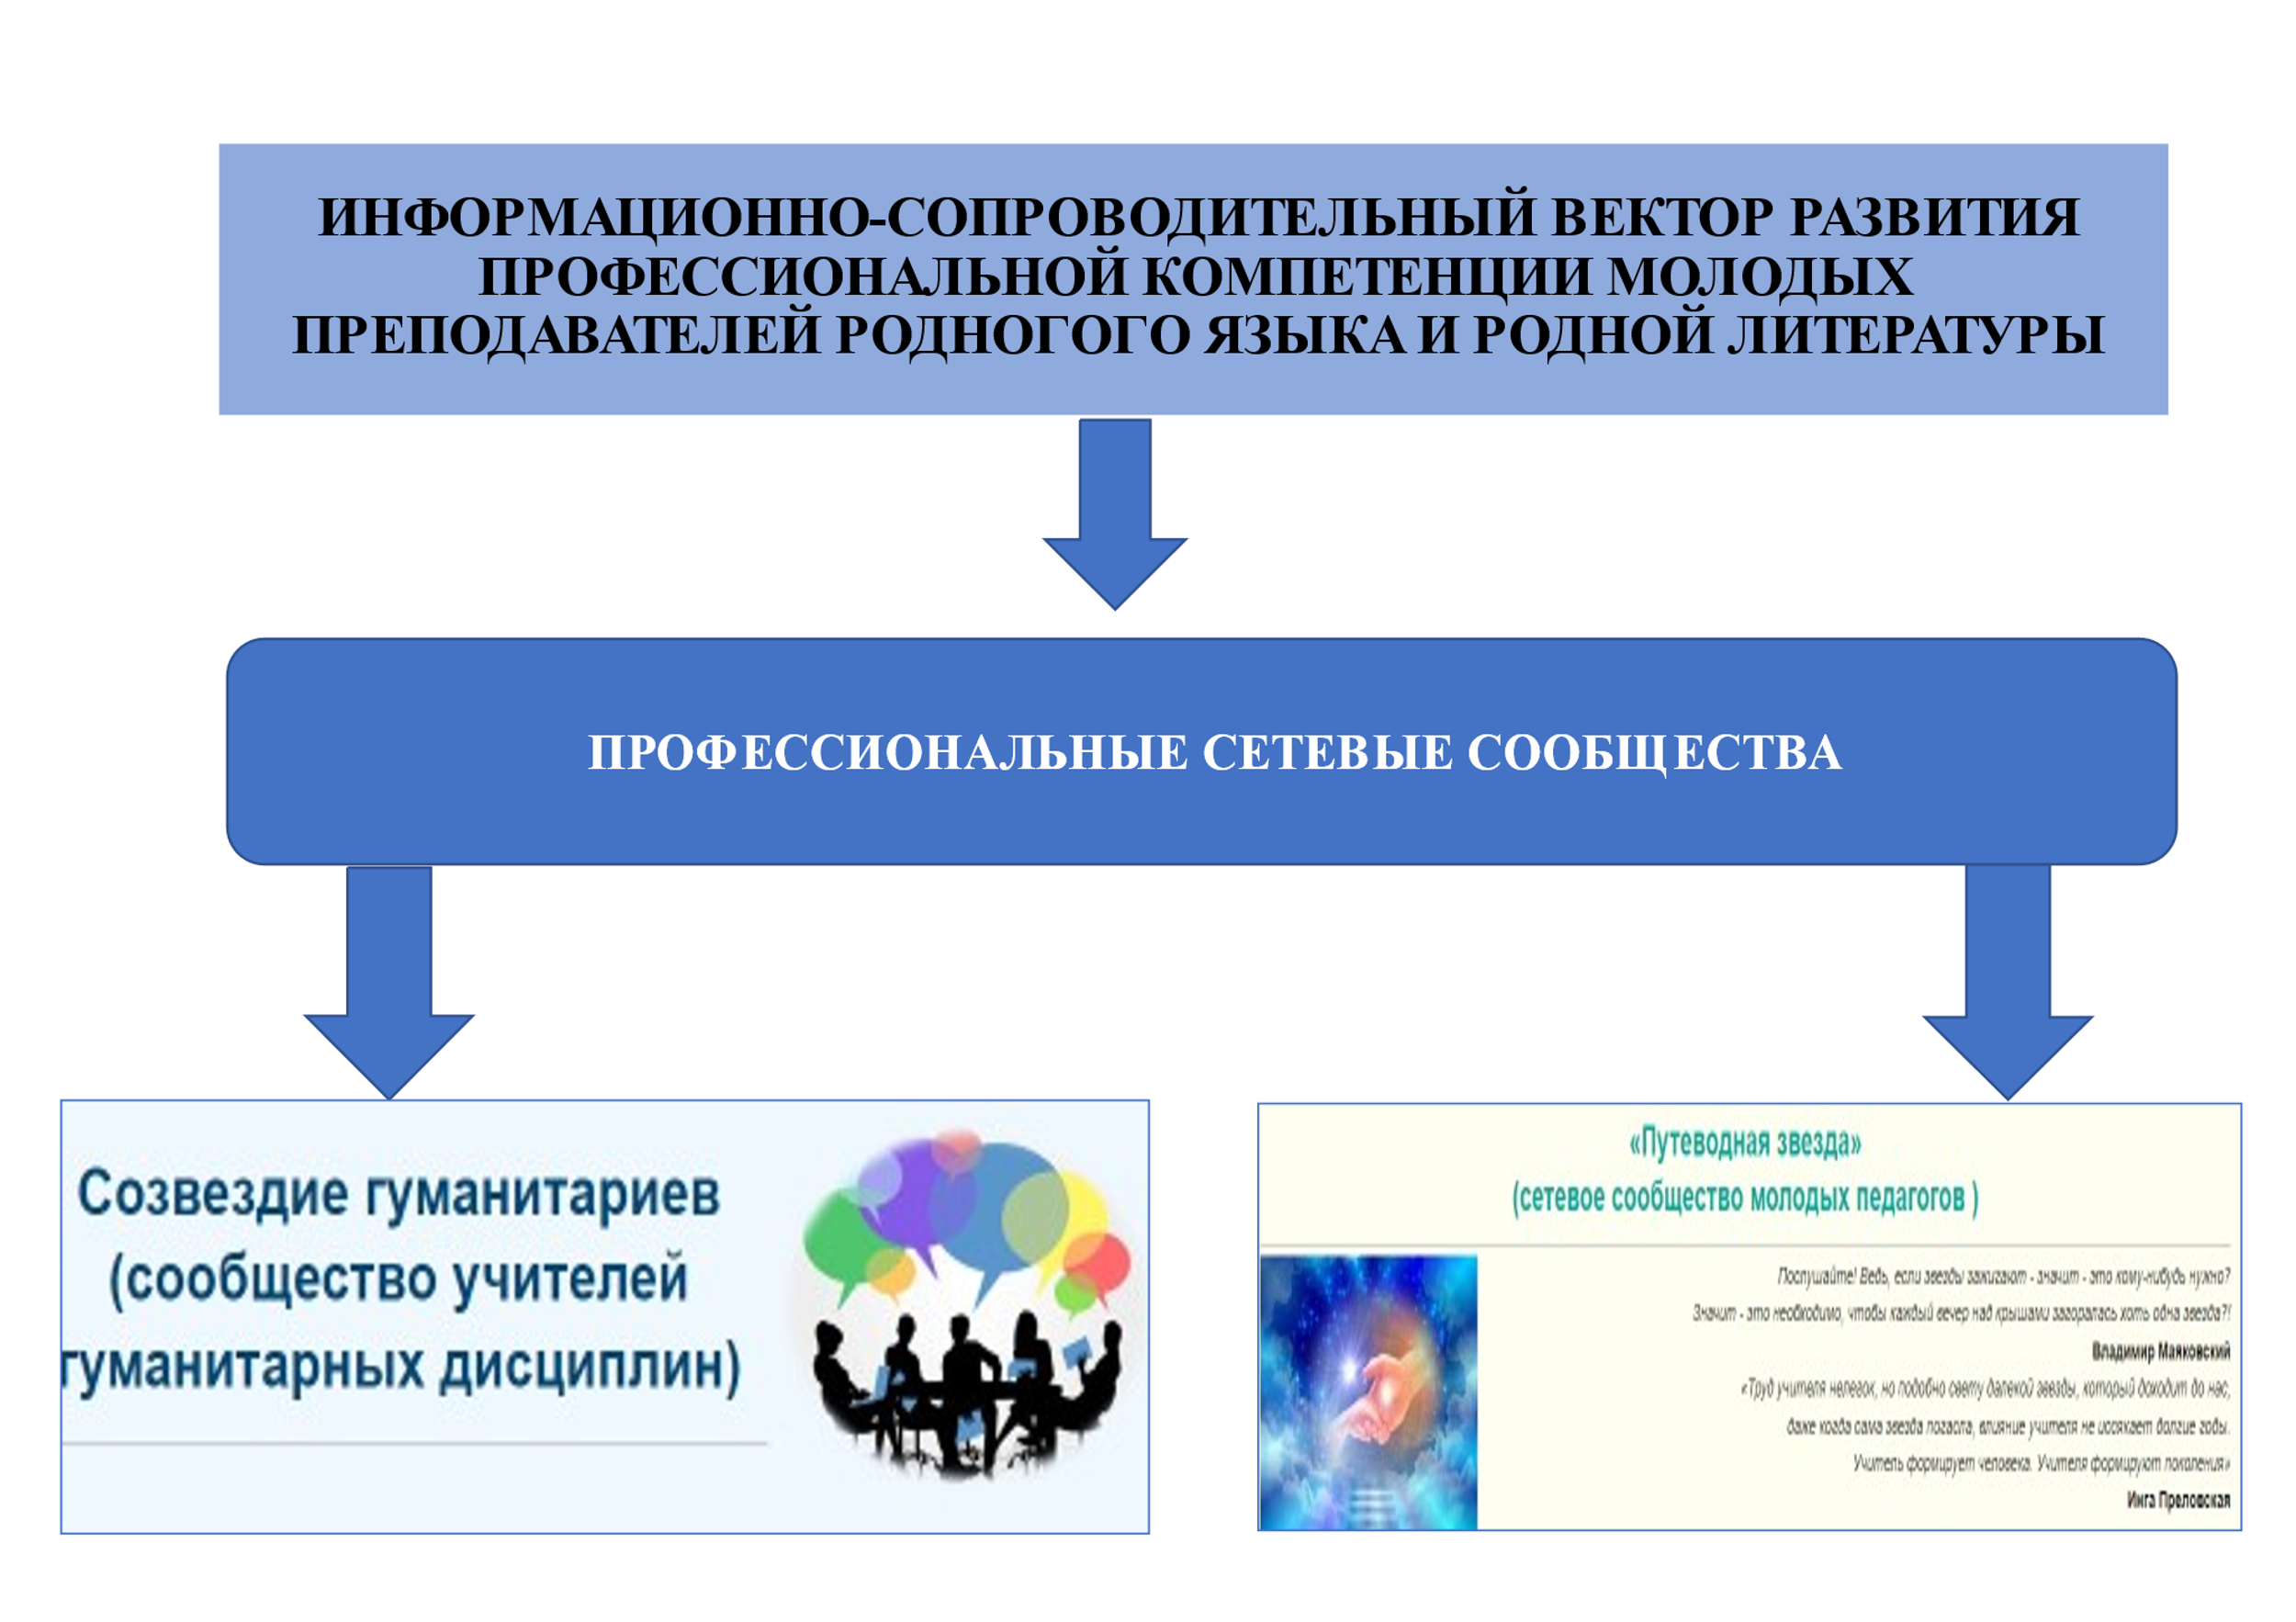 ИНФОРМАЦИОННО-СОПРОВОДИТЕЛЬНЫЙ ВЕКТОР РАЗВИТИЯ
ПРОФЕССИОНАЛЬНОЙ КОМПЕТЕНЦИИ МОЛОДЫХ
ПРЕПОДАВАТЕЛЕЙ РОДНОГОГО ЯЗЫКА И РОДНОЙ ЛИТЕРАТУРЫ
ПРОФЕССИОНАЛЬНЫЕ СЕТЕВЫЕ СООБЩЕСТВА
Созвездие гуманитариев
(сообщество учителей
гуманитарных дисциплин)
«Путеводная звезда»
(сетевое сообщество молодых педагогов )
Послушайте! Ведь, если звезды зажигают - значит - это кому-нибудь нужно?
Значит - это необходимо, чтобы каждый вечер над крышами загоралась хоть одна звезда?!
Владимир Маяковский
«Труд учителя нелегок, но подобно свету далекой звезды, который доходит до нас,
даже когда сама звезда погасла, влияние учителя не иссякает долгие годы.
Учитель формирует человека. Учителя формируют поколения»
Инга Преловская